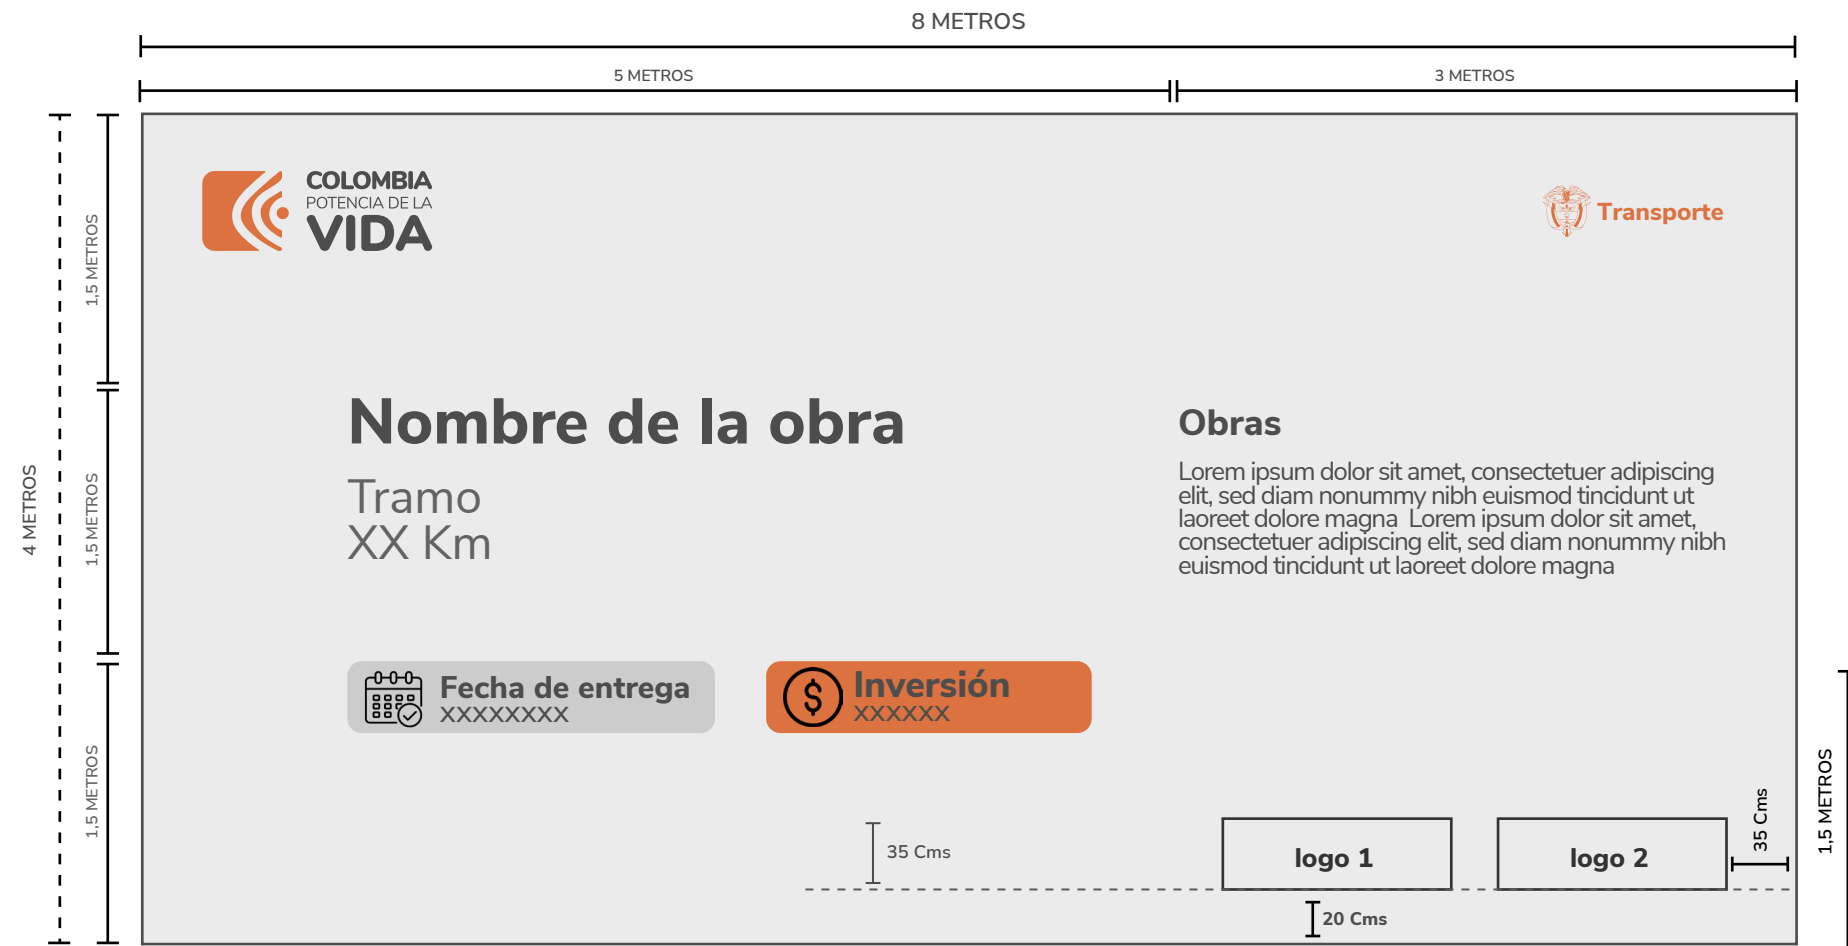 8 METROS
5 METROS
3 METROS
COLOMBIA
POTENCIA DE LA
VIDA
Transporte
1,5 METROS
4 METROS
1,5 METROS
Nombre de la obra
Tramo
XX Km
Obras
Lorem ipsum dolor sit amet, consectetuer adipiscing
elit, sed diam nonummy nibh euismod tincidunt ut
laoreet dolore magna  Lorem ipsum dolor sit amet,
consectetuer adipiscing elit, sed diam nonummy nibh
euismod tincidunt ut laoreet dolore magna
1,5 METROS
Fecha de entrega
XXXXXXXX
$
Inversión
XXXXXX
35 Cms
logo 1
logo 2
35 Cms
1,5 METROS
20 Cms